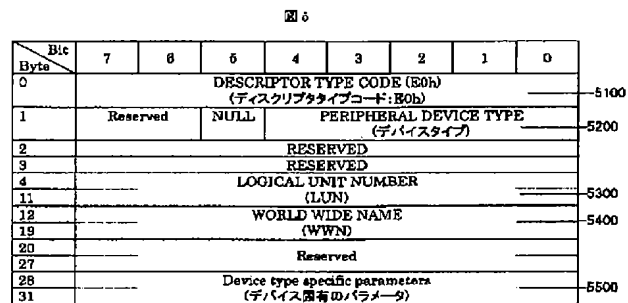 図5
Bit
Byte
7 6 5 4 3 2 1 0
0 DESCRIPTOR TYPE CODE (E0h)
(ディスクリプタタイプコード:E0h)
5100
1 Reserved NULL PERIPHERAL DEVICE TYPE
(デバイスタイプ)
5200
2 RESERVED
3 RESERVED
4 LOGICAL UNIT NUMBER
11 (LUN)
5300
12 WORLD WIDE NAME
19 (WWN)
5400
20 Reserved
27
28 Device type specific parameters
31 (デバイス固有のパラメータ)
5500